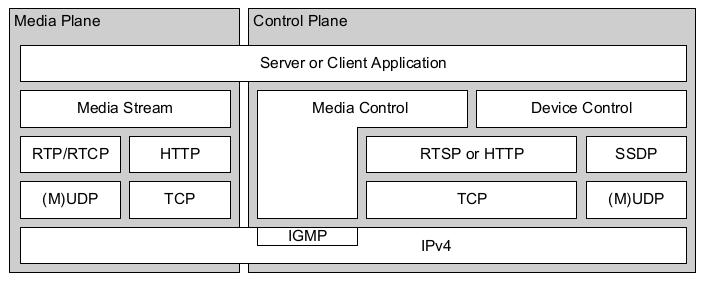 Media Plane
Control Plane
Server or Client Application
Media Stream
Media Control
Device Control
RTP/RTCP
HTTP
RTSP or HTTP
SSDP
(M)UDP
TCP
TCP
(M)UDP
IGMP
IPv4